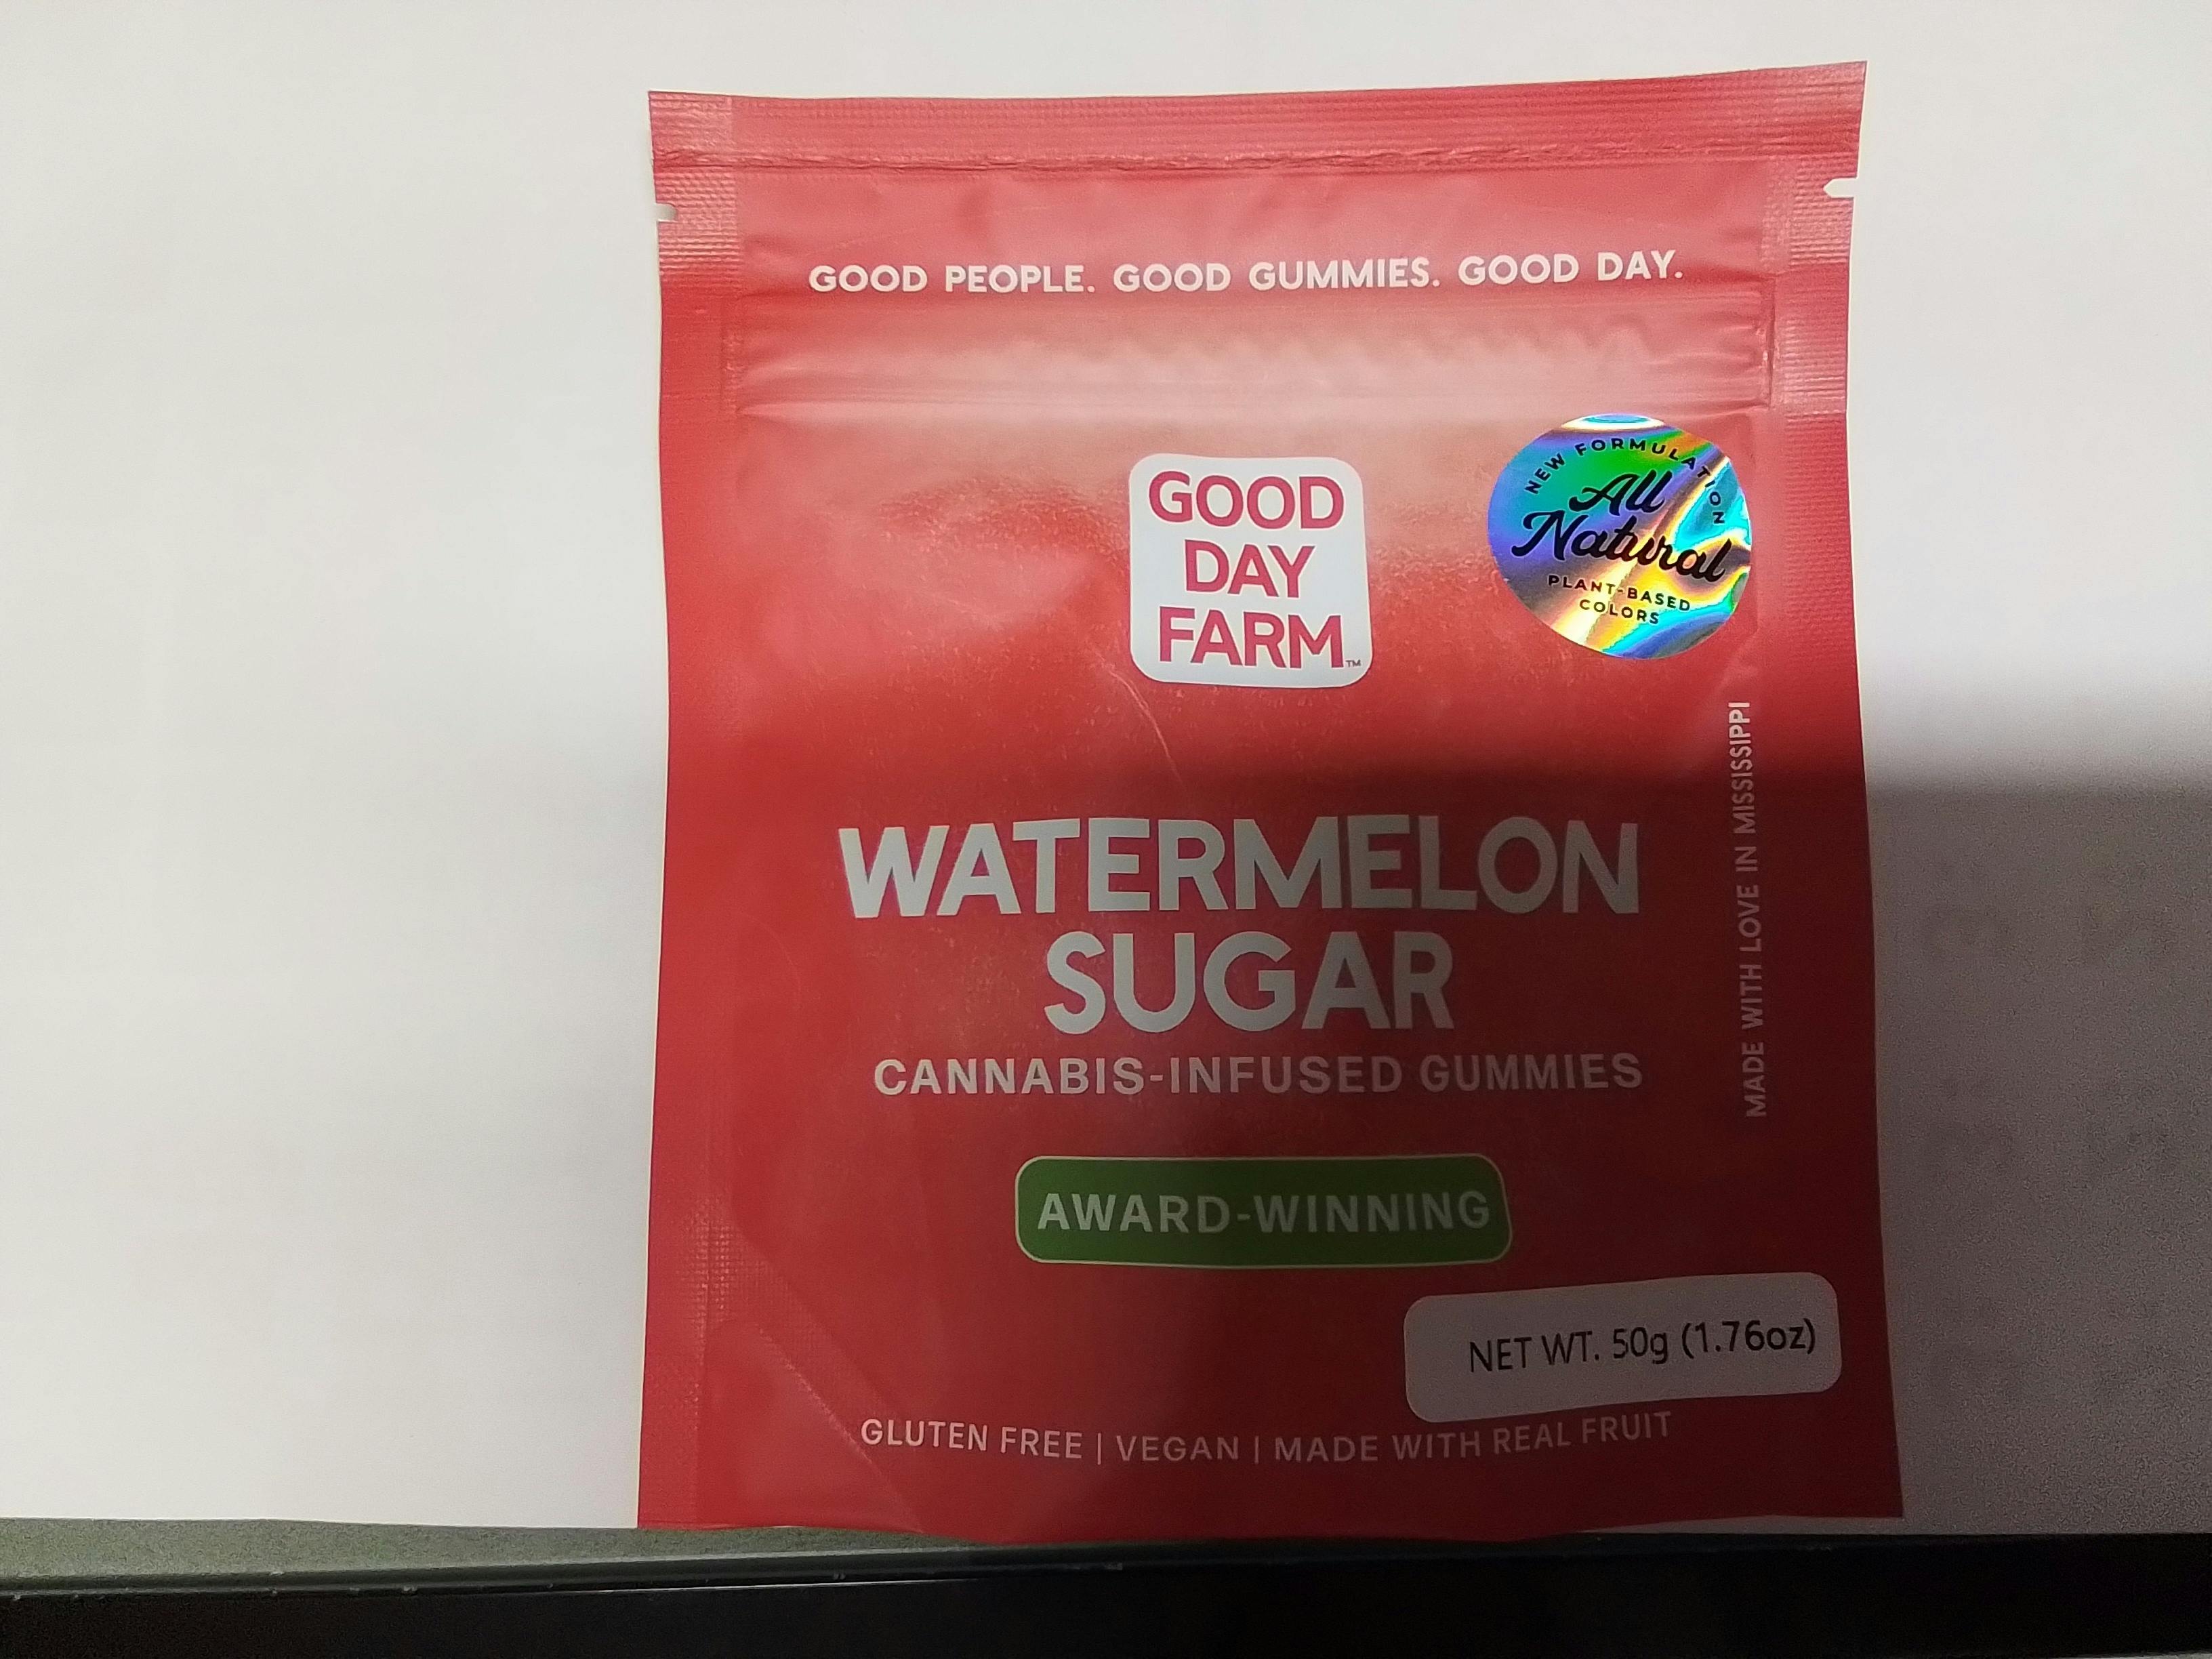 GOOD PEOPLE. GOOD GUMMIES. GOOD DAY.
GOOD
DAY
FARM™
NEW FORMULATION
All
Natural
PLANT-BASED
COLORS
MADE WITH LOVE IN MISSISSIPPI
WATERMELON
SUGAR
CANNABIS-INFUSED GUMMIES
AWARD-WINNING
NET WT. 50g (1.76oz)
GLUTEN FREE | VEGAN | MADE WITH REAL FRUIT